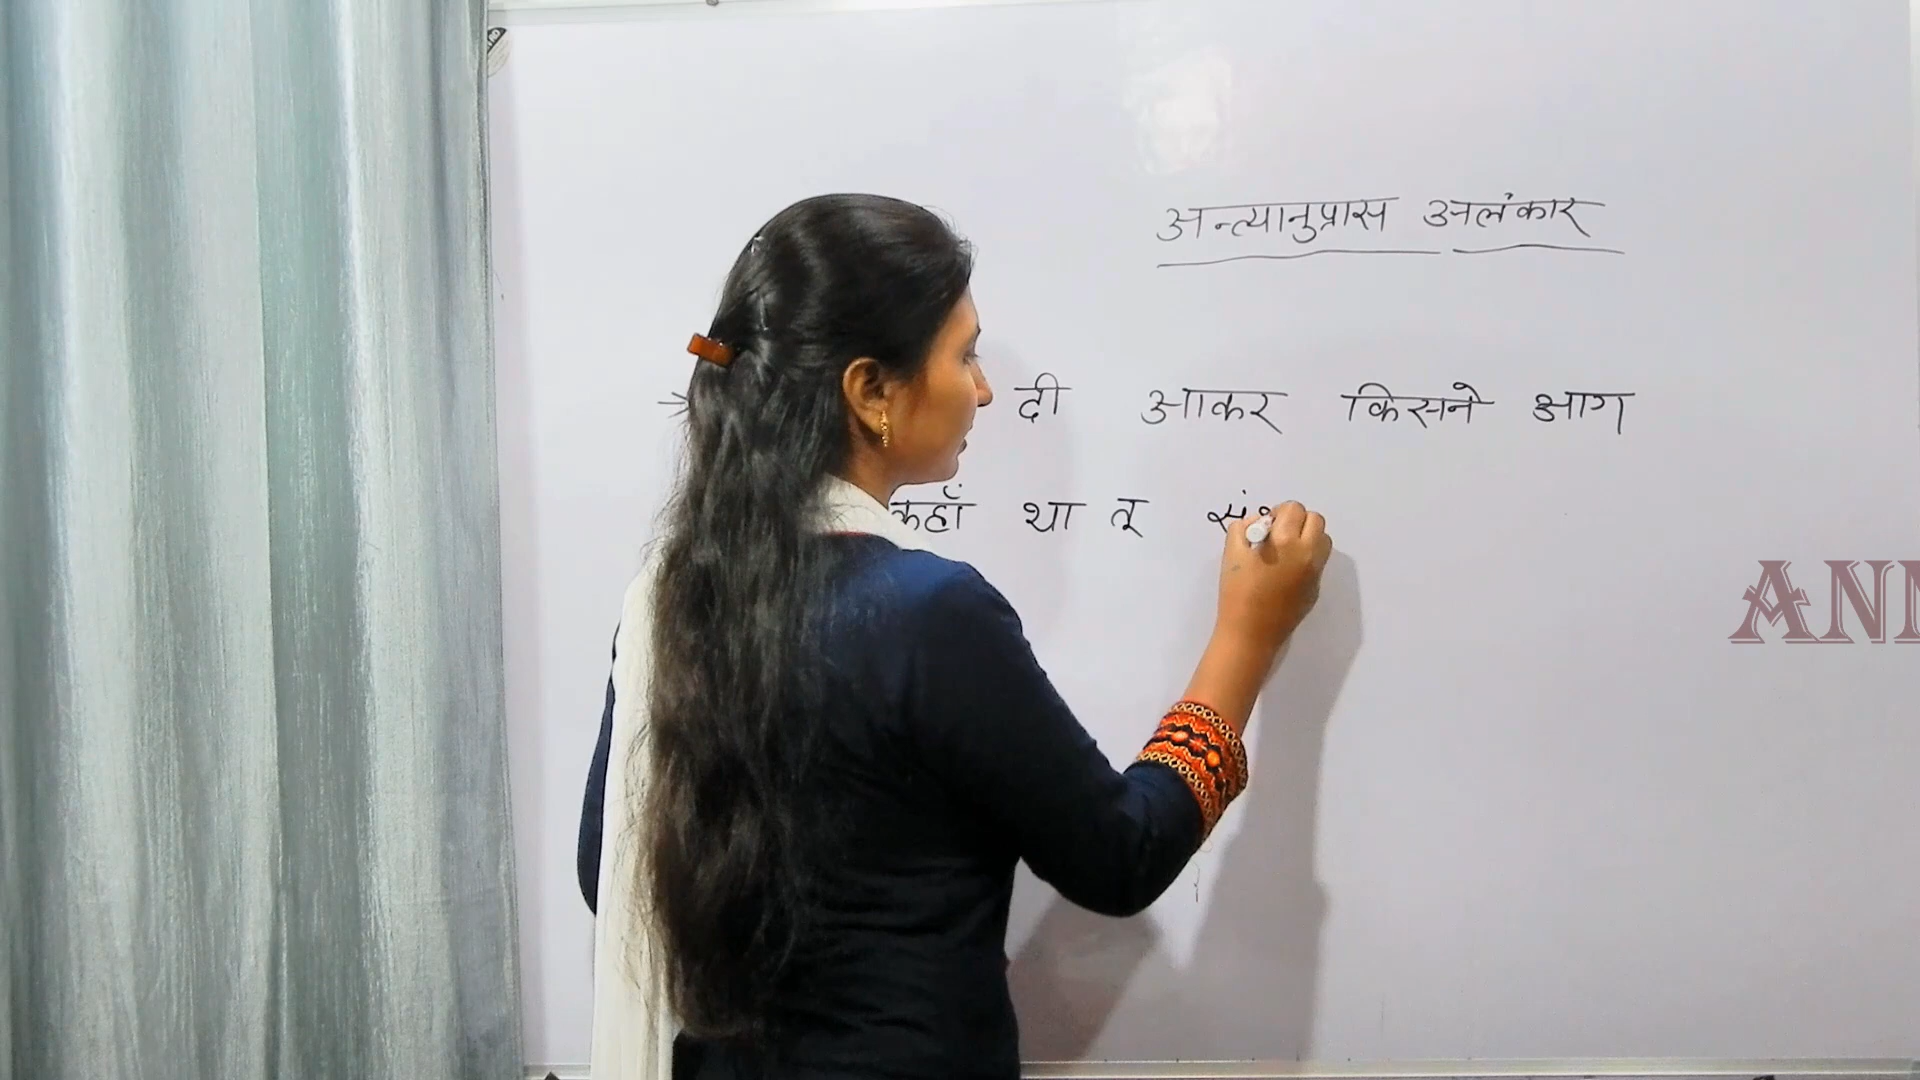 अन्त्यानुप्रास अलंकार
दी आकर किसने आग
कहाँ था तू
ANN